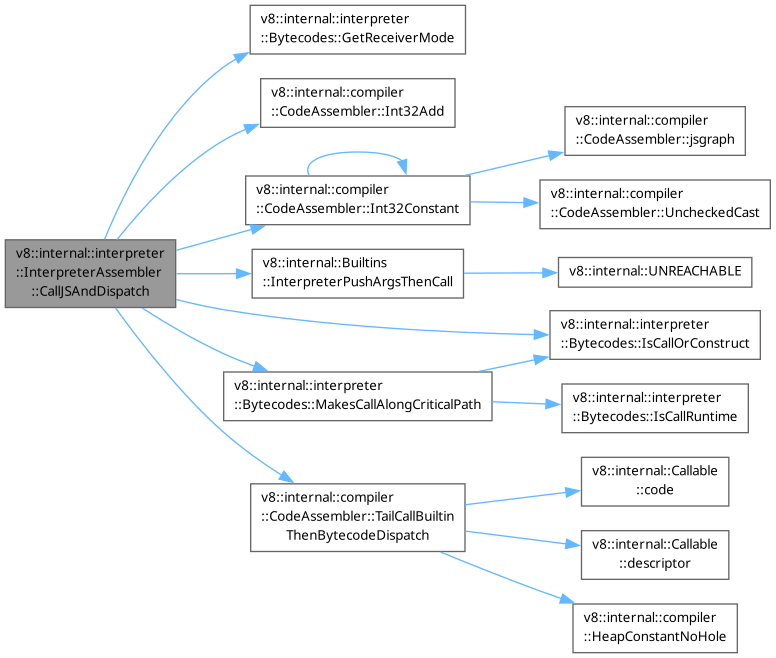 v8::internal::interpreter
::InterpreterAssembler
::CallJSAndDispatch
v8::internal::interpreter
::Bytecodes::GetReceiverMode
v8::internal::compiler
::CodeAssembler::Int32Add
v8::internal::compiler
::CodeAssembler::Int32Constant
v8::internal::compiler
::CodeAssembler::jsgraph
v8::internal::compiler
::CodeAssembler::UncheckedCast
v8::internal::Builtins
::InterpreterPushArgsThenCall
v8::internal::UNREACHABLE
v8::internal::interpreter
::Bytecodes::IsCallOrConstruct
v8::internal::interpreter
::Bytecodes::MakesCallAlongCriticalPath
v8::internal::interpreter
::Bytecodes::IsCallRuntime
v8::internal::compiler
::CodeAssembler::TailCallBuiltin
ThenBytecodeDispatch
v8::internal::Callable
::code
v8::internal::Callable
::descriptor
v8::internal::compiler
::HeapConstantNoHole